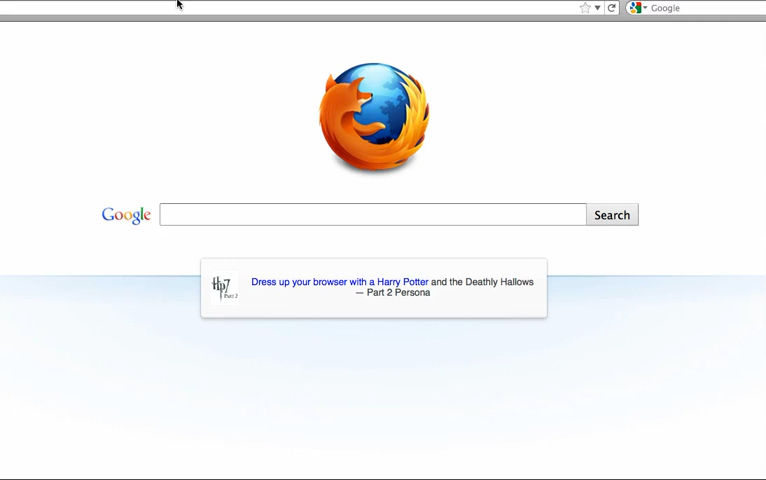 Google
Google
Search
Hp7
Part 2
Dress up your browser with a Harry Potter and the Deathly Hallows
— Part 2 Persona